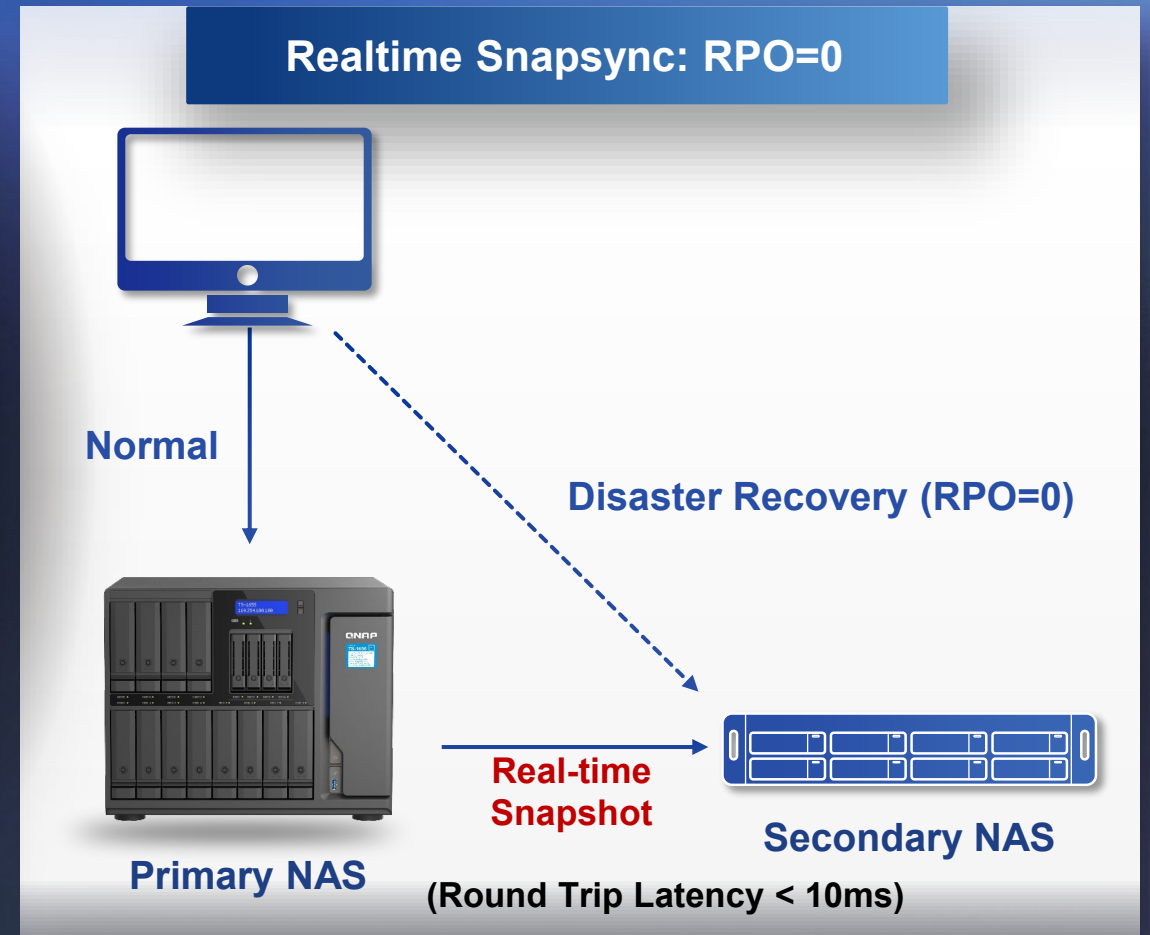 Realtime Snapsync: RPO=0
Normal
Disaster Recovery (RPO=0)
QNAP
Real-time
Snapshot
Primary NAS
Secondary NAS
(Round Trip Latency < 10ms)